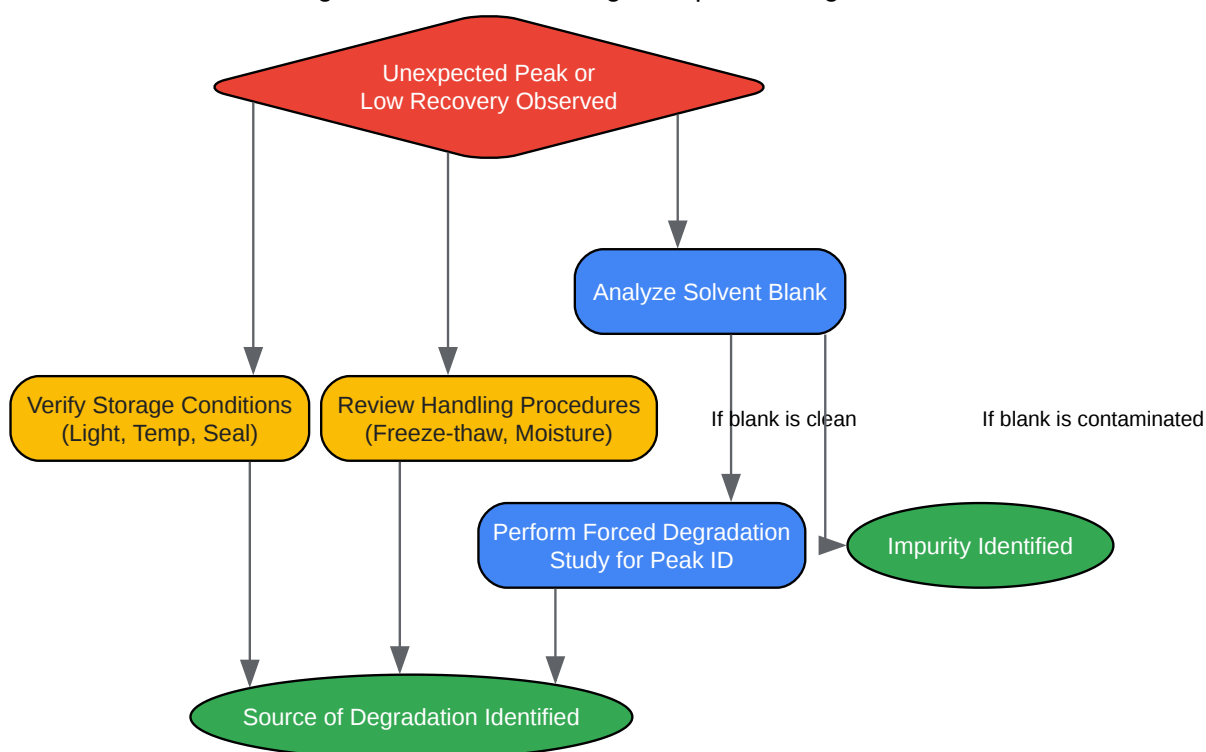 Unexpected Peak or
Low Recovery Observed
Analyze Solvent Blank
Verify Storage Conditions
(Light, Temp, Seal)
Review Handling Procedures
(Freeze-thaw, Moisture)
If blank is clean
If blank is contaminated
Perform Forced Degradation
Study for Peak ID
Impurity Identified
Source of Degradation Identified